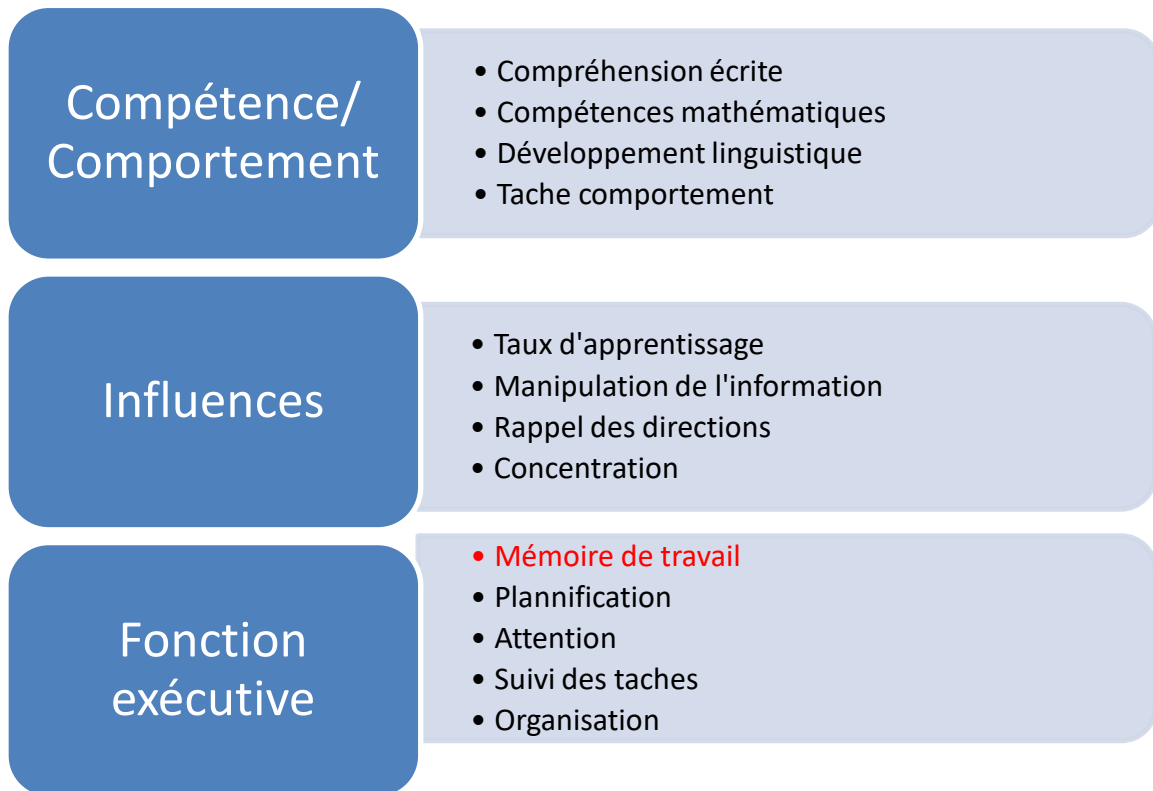 Compétence/
Comportement
• Compréhension écrite
• Compétences mathématiques
• Développement linguistique
• Tache comportement
Influences
• Taux d'apprentissage
• Manipulation de l'information
• Rappel des directions
• Concentration
Fonction
exécutive
• Mémoire de travail
• Plannification
• Attention
• Suivi des taches
• Organisation